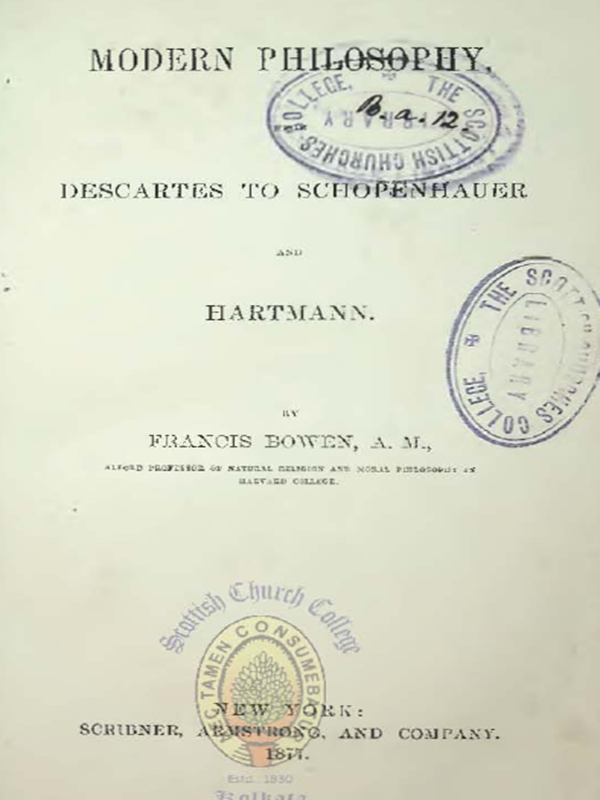 MODERN PHILOSOPHY,
THE SCOTTISH CHURCHES COLLEGE,
LIBRARY
B.a.12.
DESCARTES TO SCHOPENHAUER
AND
HARTMANN.
THE SCOTTISH CHURCHES COLLEGE,
LIBRARY
BY
FRANCIS BOWEN, A. M.,
ALFORD PROFESSOR OF NATURAL RELIGION AND MORAL PHILOSOPHY IN
HARVARD COLLEGE.
Scottish Church College
NEC TAMEN CONSUMEBATUR
NEW YORK:
SCRIBNER, ARMSTRONG, AND COMPANY.
1877.
Estd. 1830
Kolkata